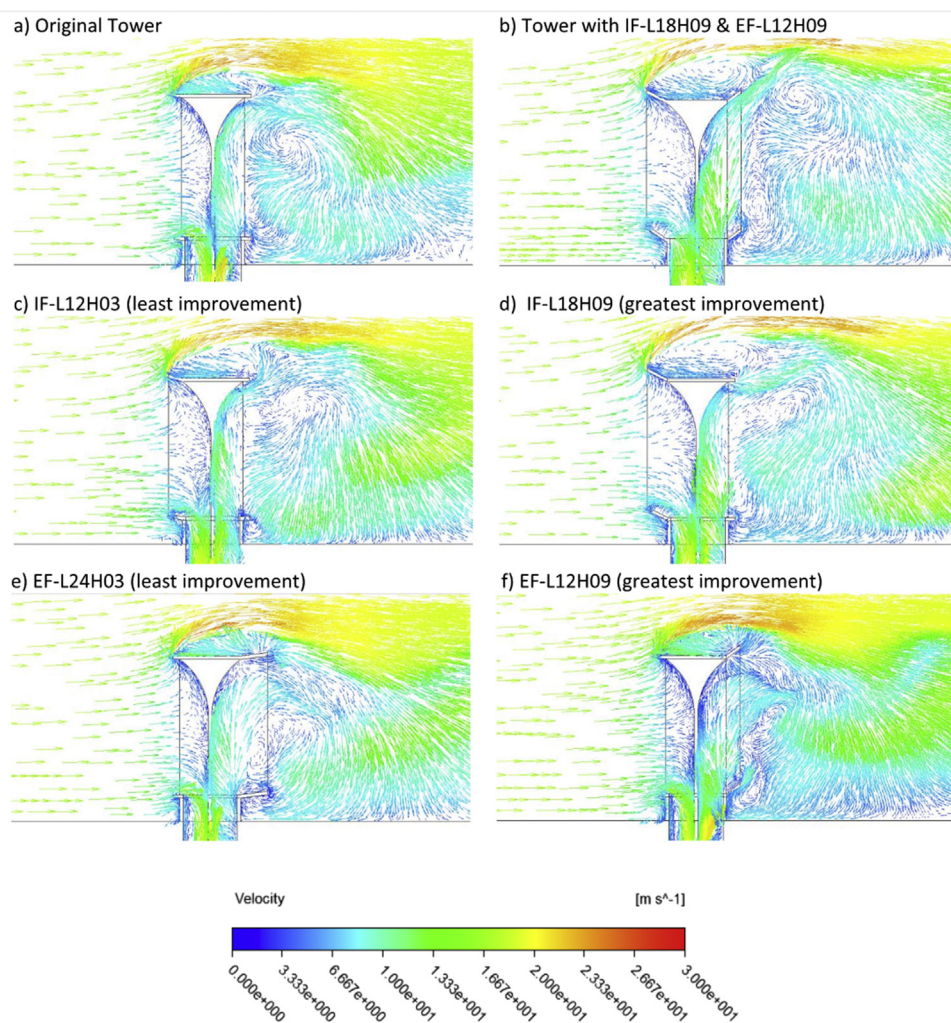 a) Original Tower
b) Tower with IF-L18H09 & EF-L12H09
c) IF-L12H03 (least improvement)
d) IF-L18H09 (greatest improvement)
e) EF-L24H03 (least improvement)
f) EF-L12H09 (greatest improvement)
Velocity
[m s^-1]
0.000e+000
3.333e+000
6.667e+000
1.000e+001
1.333e+001
1.667e+001
2.000e+001
2.333e+001
2.667e+001
3.000e+001